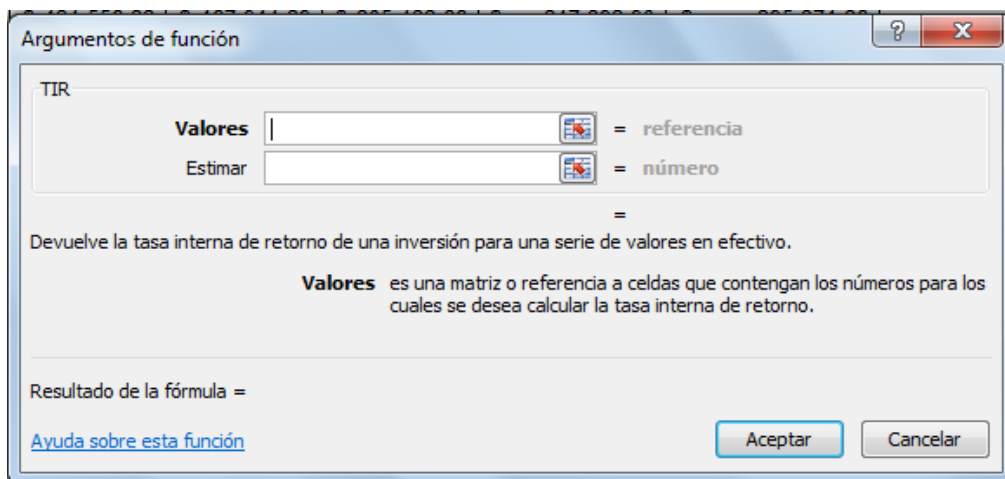 Argumentos de función
TIR
Valores = referencia
Estimar = número
=
Devuelve la tasa interna de retorno de una inversión para una serie de valores en efectivo.
Valores es una matriz o referencia a celdas que contengan los números para los
cuales se desea calcular la tasa interna de retorno.
Resultado de la fórmula =
Ayuda sobre esta función
Aceptar Cancelar